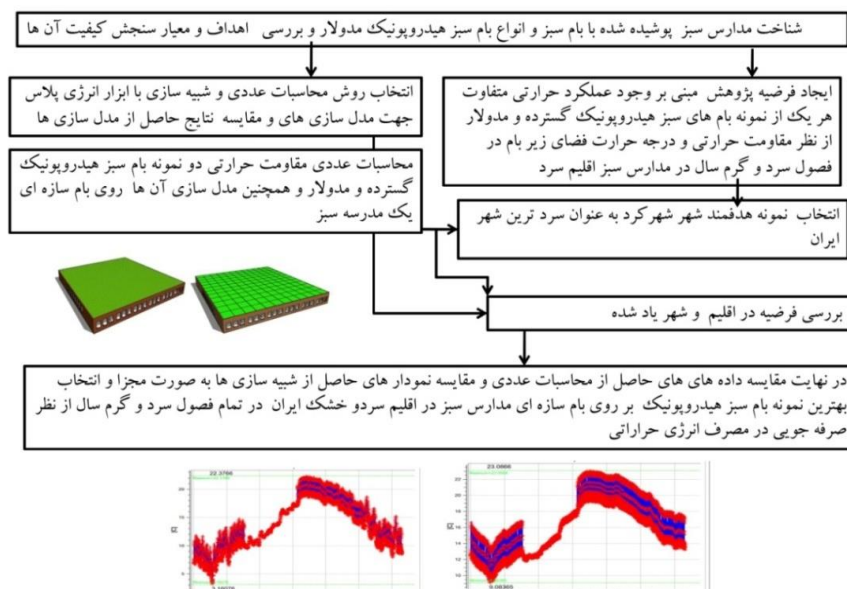 شناخت مدارس سبز پوشیده شده با بام سبز و انواع بام سبز هیدروپونیک مدولار و بررسی اهداف و معیار سنجش کیفیت آن ها
ایجاد فرضیه پژوهش مبنی بر وجود عملکرد حرارتی متفاوت
هر یک از نمونه بام های سبز هیدروپونیک گسترده و مدولار از
از نظر مقاومت حرارتی و درجه حرارت فضای زیر بام در
فصول سرد و گرم سال در مدارس سبز اقلیم سرد
انتخاب روش محاسبات عددی و شبیه سازی با ابزار انرژی پلاس
جهت مدل سازی های و مقایسه نتایج حاصل از مدل سازی ها
محاسبات عددی مقاومت حرارتی دو نمونه بام سبز هیدروپونیک
گسترده و مدولار و همچنین مدل سازی آن ها روی بام سازه ای
یک مدرسه سبز
انتخاب نمونه هدفمند شهر شهرکرد به عنوان سرد ترین شهر
ایران
بررسی فرضیه در اقلیم و شهر یاد شده
در نهایت مقایسه داده های های حاصل از محاسبات عددی و مقایسه نمودار های حاصل از شبیه سازی ها به صورت مجزا و انتخاب
بهترین نمونه بام سبز هیدروپونیک بر روی بام سازه ای مدارس سبز در اقلیم سردو خشک ایران در تمام فصول سرد و گرم سال از نظر
صرفه جویی در مصرف انرژی حراراتی
22.3766
23.0866
[C]
[C]